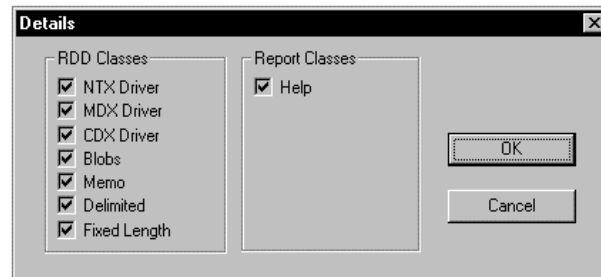 Details
RDD Classes
NTX Driver
MDX Driver
CDX Driver
Blobs
Memo
Delimited
Fixed Length
Report Classes
Help
OK
Cancel